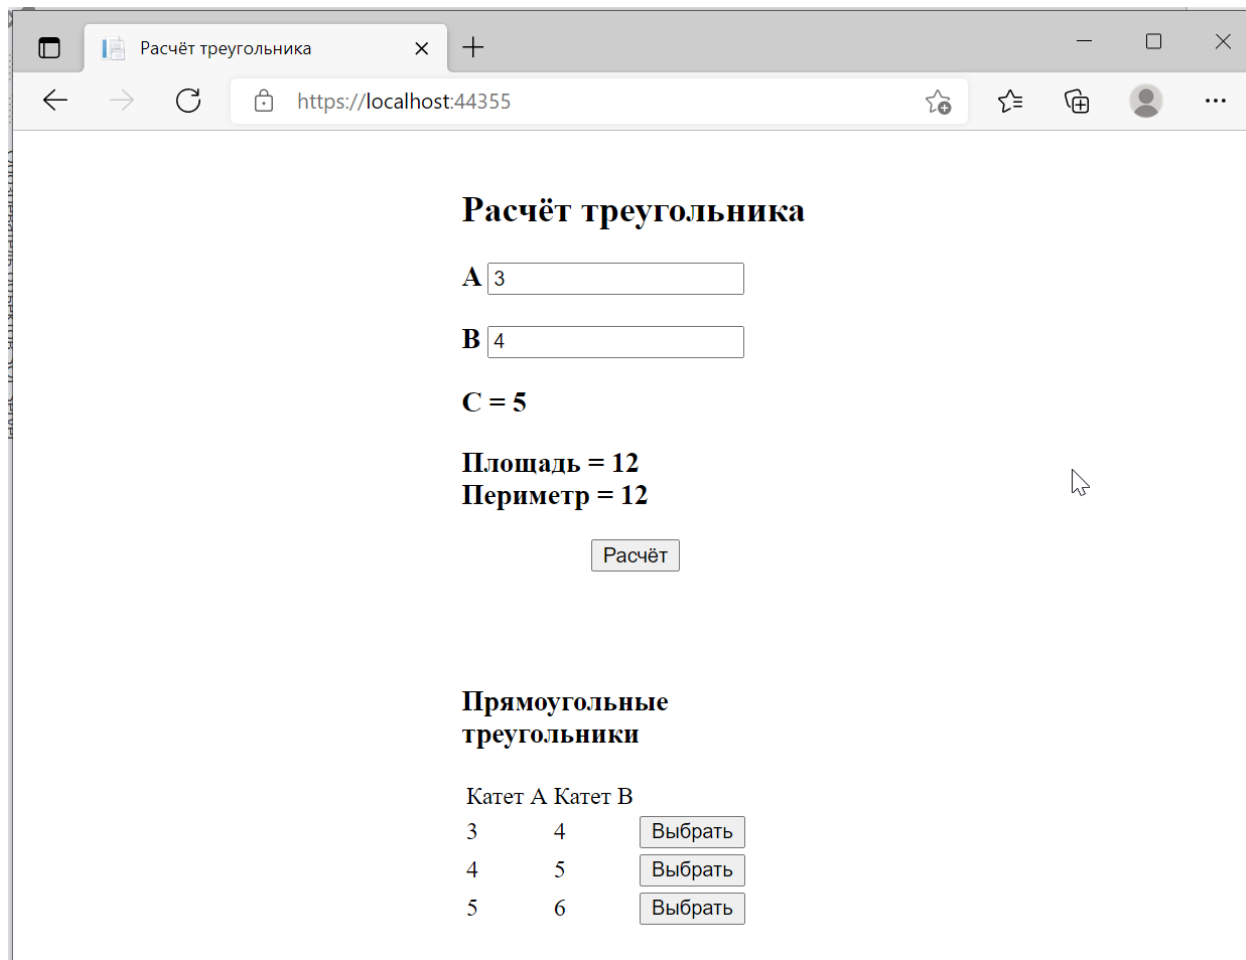 Расчёт треугольника
https://localhost:44355
Расчёт треугольника
A 3
B 4
C = 5
Площадь = 12
Периметр = 12
Расчёт
Прямоугольные
треугольники
Катет A Катет B
3 4 Выбрать
4 5 Выбрать
5 6 Выбрать